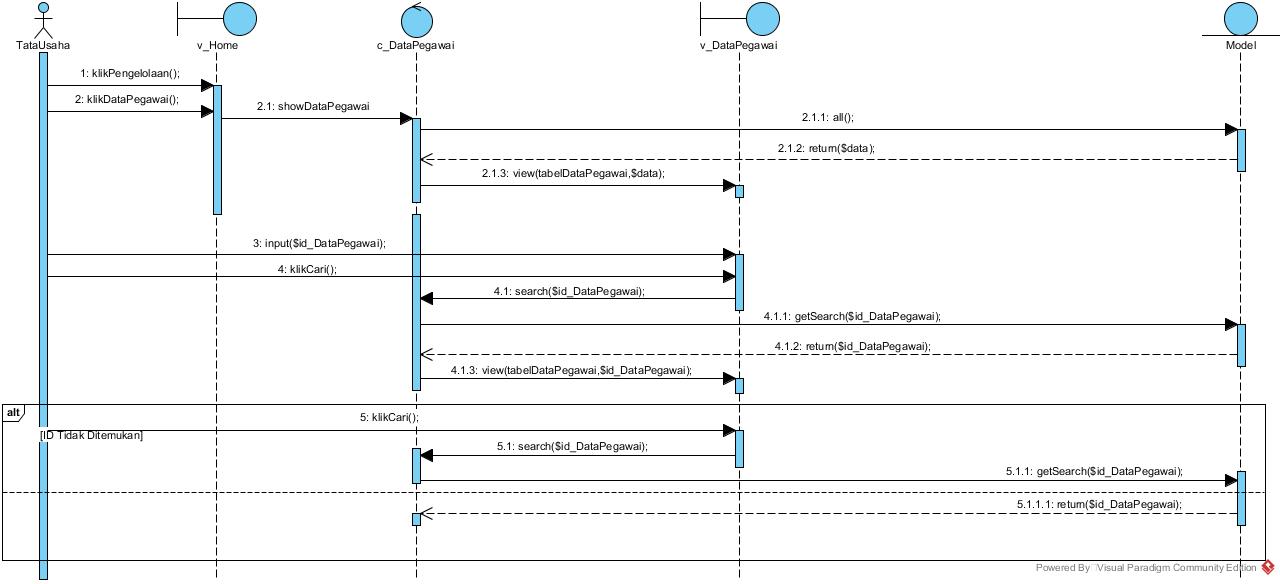 TataUsaha
v_Home
c_DataPegawai
v_DataPegawai
Model
1: klikPengelolaan();
2: klikDataPegawai();
2.1: showDataPegawai
2.1.1: all();
2.1.2: return($data);
2.1.3: view(tabelDataPegawai,$data);
3: input($id_DataPegawai);
4: klikCari();
4.1: search($id_DataPegawai);
4.1.1: getSearch($id_DataPegawai);
4.1.2: return($id_DataPegawai);
4.1.3: view(tabelDataPegawai,$id_DataPegawai);
alt
5: klikCari();
[ID Tidak Ditemukan]
5.1: search($id_DataPegawai);
5.1.1: getSearch($id_DataPegawai);
5.1.1.1: return($id_DataPegawai);
Powered By Visual Paradigm Community Edition